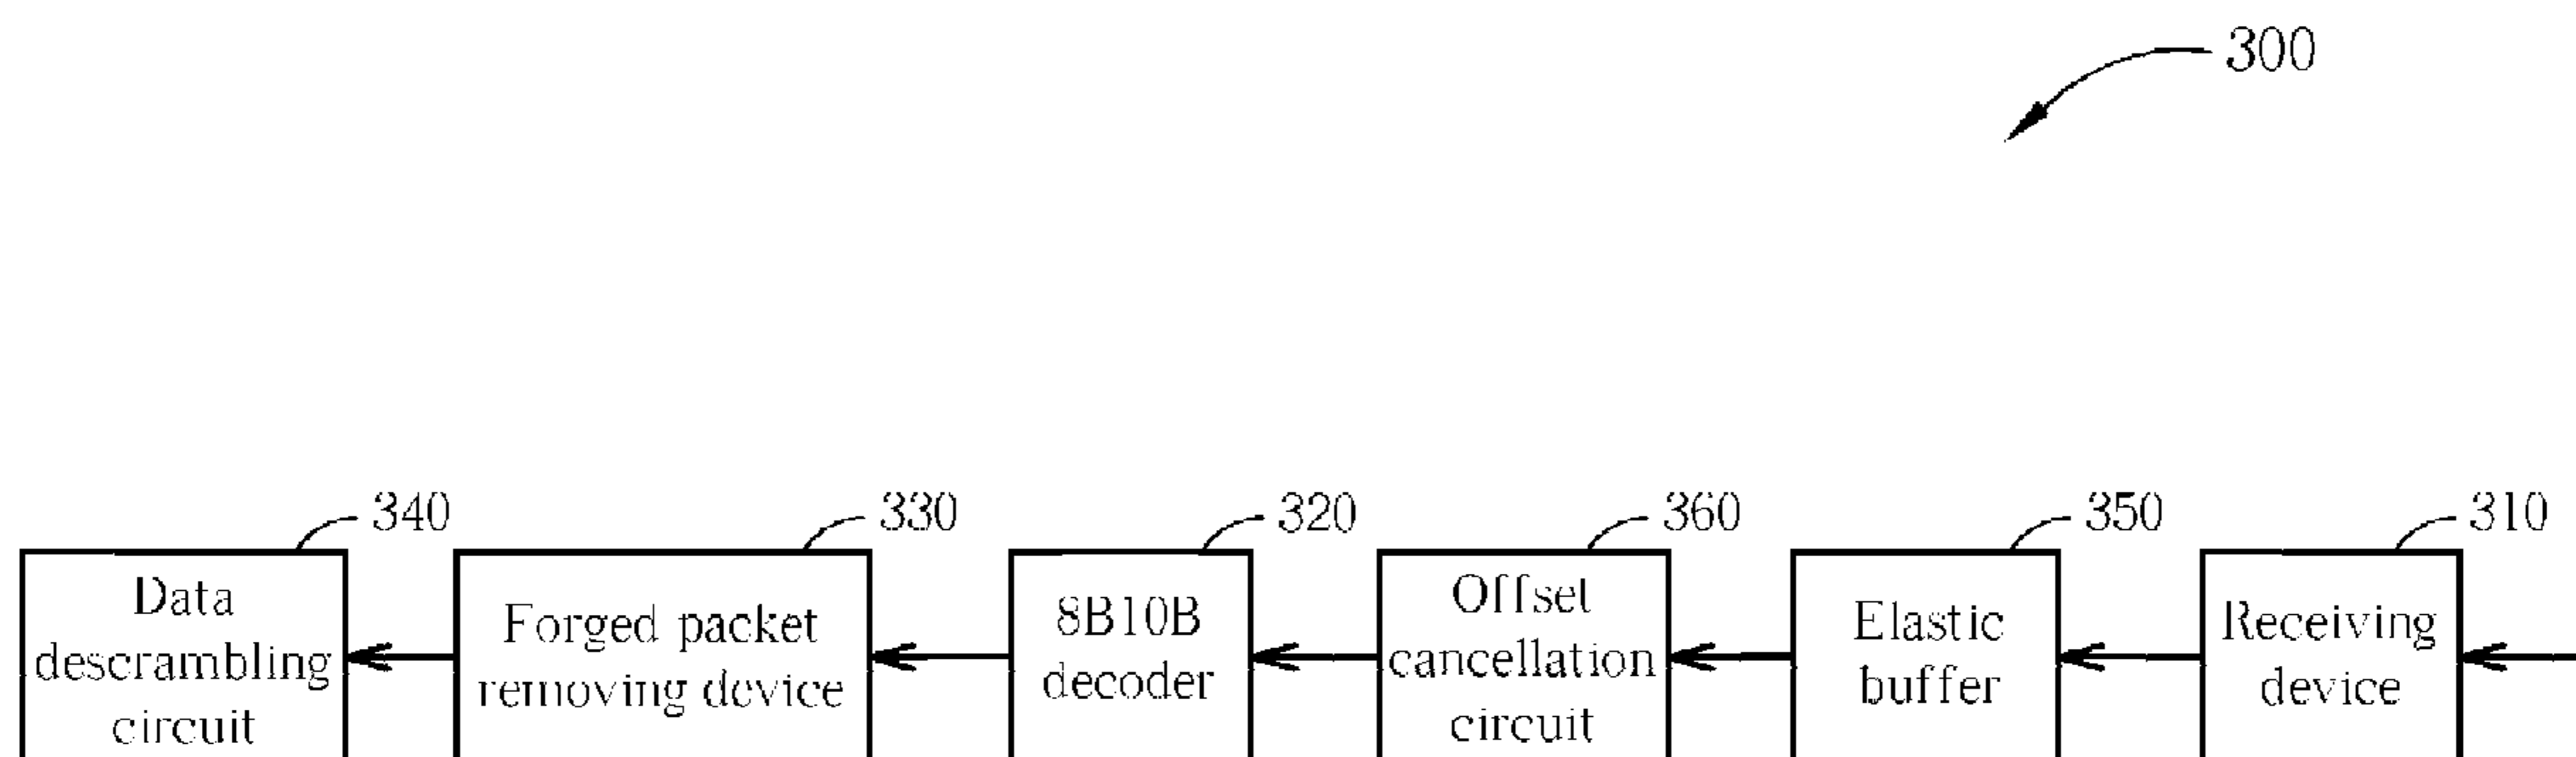 300
340
330
320
360
350
310
Data
descrambling
circuit
Forged packet
removing device
8B10B
decoder
Offset
cancellation
circuit
Elastic
buffer
Receiving
device